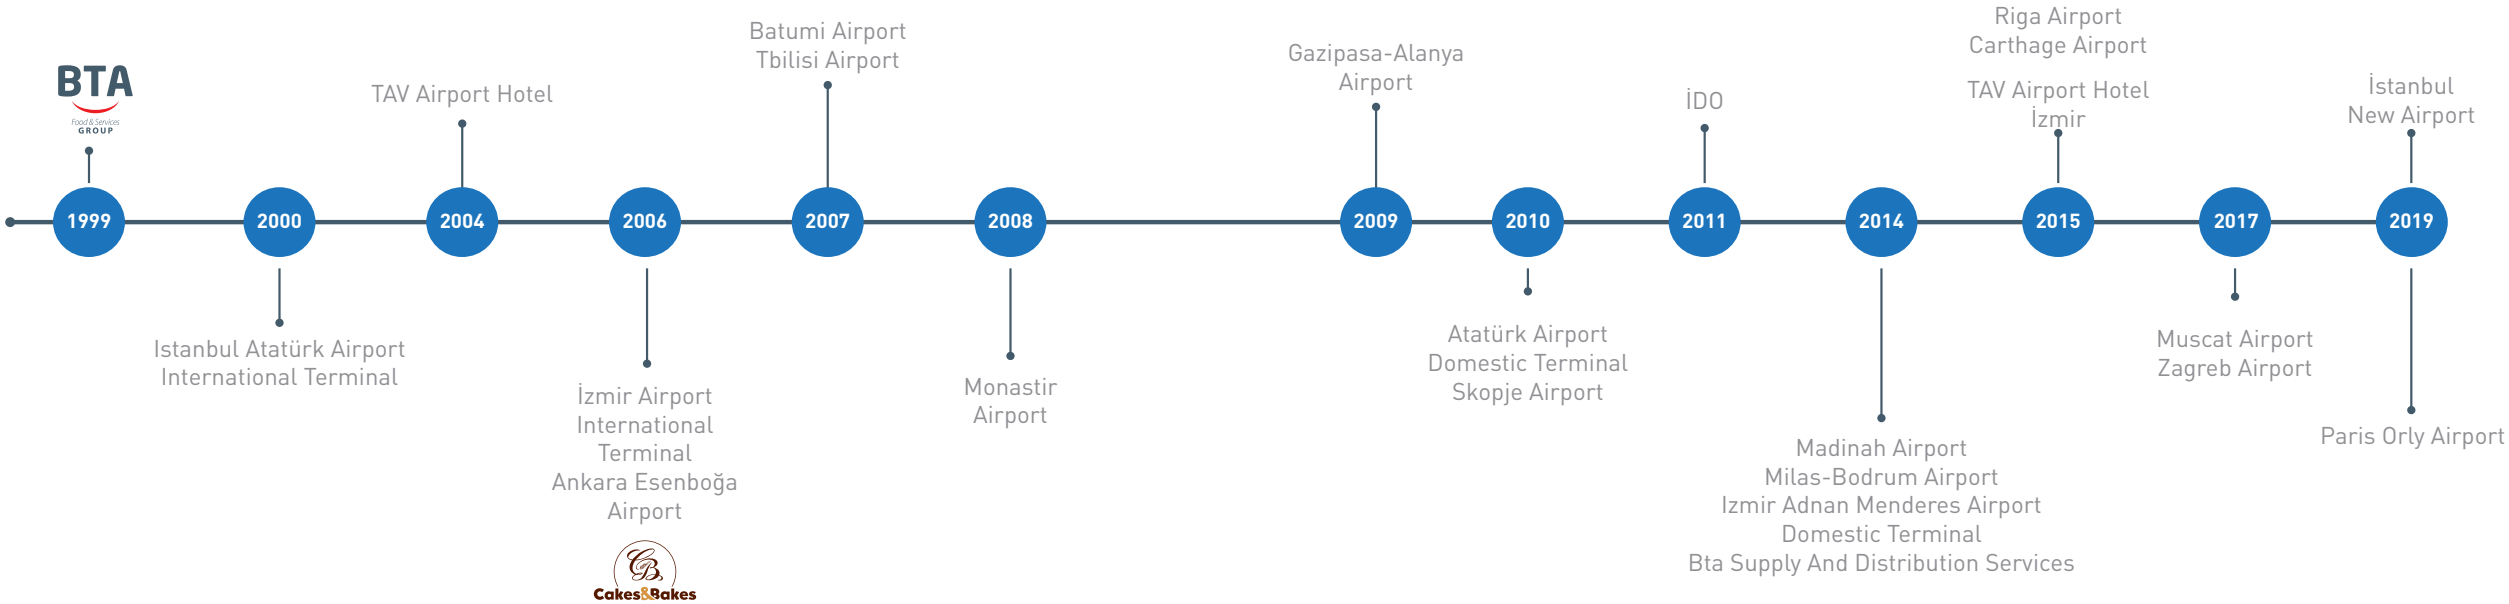 BTA
Food & Services
GROUP
1999
2000
Istanbul Atatürk Airport
International Terminal
TAV Airport Hotel
2004
2006
İzmir Airport
International
Terminal
Ankara Esenboğa
Airport
CB
Cakes&Bakes
Batumi Airport
Tbilisi Airport
2007
2008
Monastir
Airport
Gazipasa-Alanya
Airport
2009
2010
Atatürk Airport
Domestic Terminal
Skopje Airport
İDO
2011
2014
Madinah Airport
Milas-Bodrum Airport
Izmir Adnan Menderes Airport
Domestic Terminal
Bta Supply And Distribution Services
Riga Airport
Carthage Airport
TAV Airport Hotel
İzmir
2015
2017
Muscat Airport
Zagreb Airport
İstanbul
New Airport
2019
Paris Orly Airport